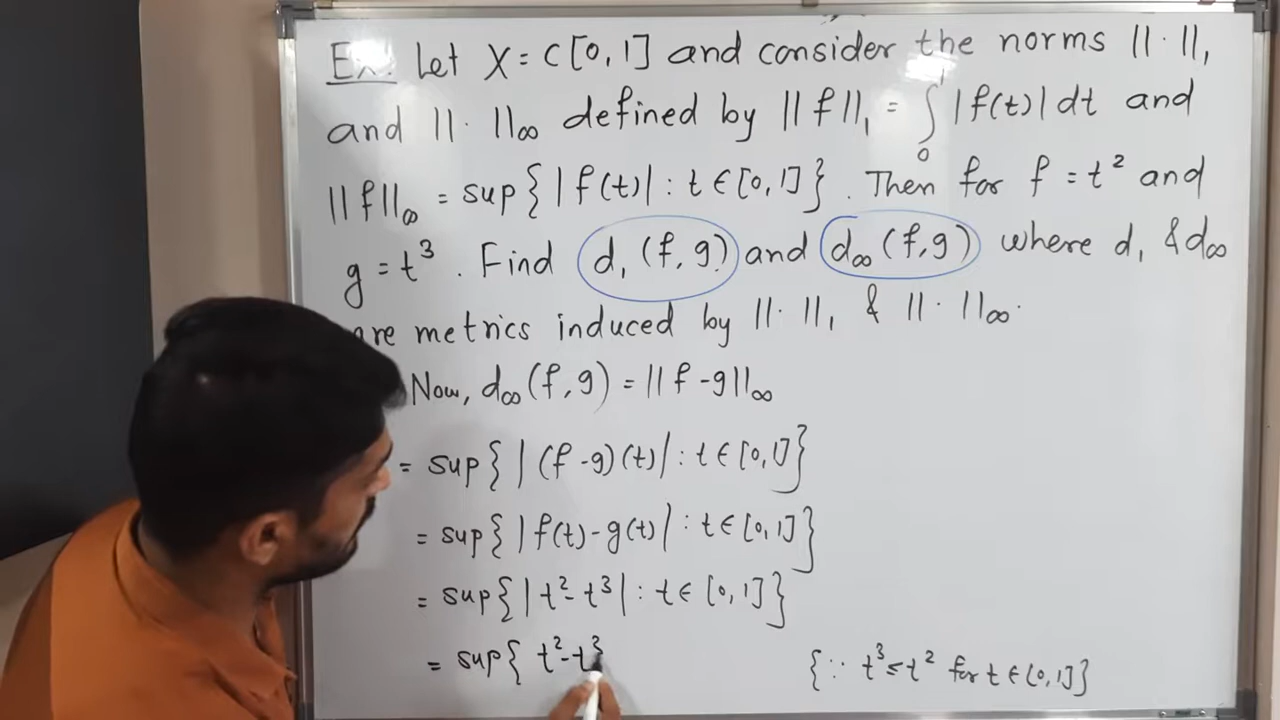 Ex: Let X = C[0,1] and consider the norms ||·||₁
and ||·||∞ defined by ||f||₁ = ∫₀¹ |f(t)| dt and
||f||∞ = sup{ |f(t)| : t ∈ [0,1] }. Then for f = t² and
g = t³. Find d₁(f,g) and d∞(f,g) where d₁ & d∞
are metrics induced by ||·||₁ & ||·||∞.
Now, d∞(f,g) = ||f-g||∞
= sup{ |(f-g)(t)| : t ∈ [0,1] }
= sup{ |f(t)-g(t)| : t ∈ [0,1] }
= sup{ |t²-t³| : t ∈ [0,1] }
= sup{ t²-t³ {∵ t³ ≤ t² for t ∈ [0,1]}